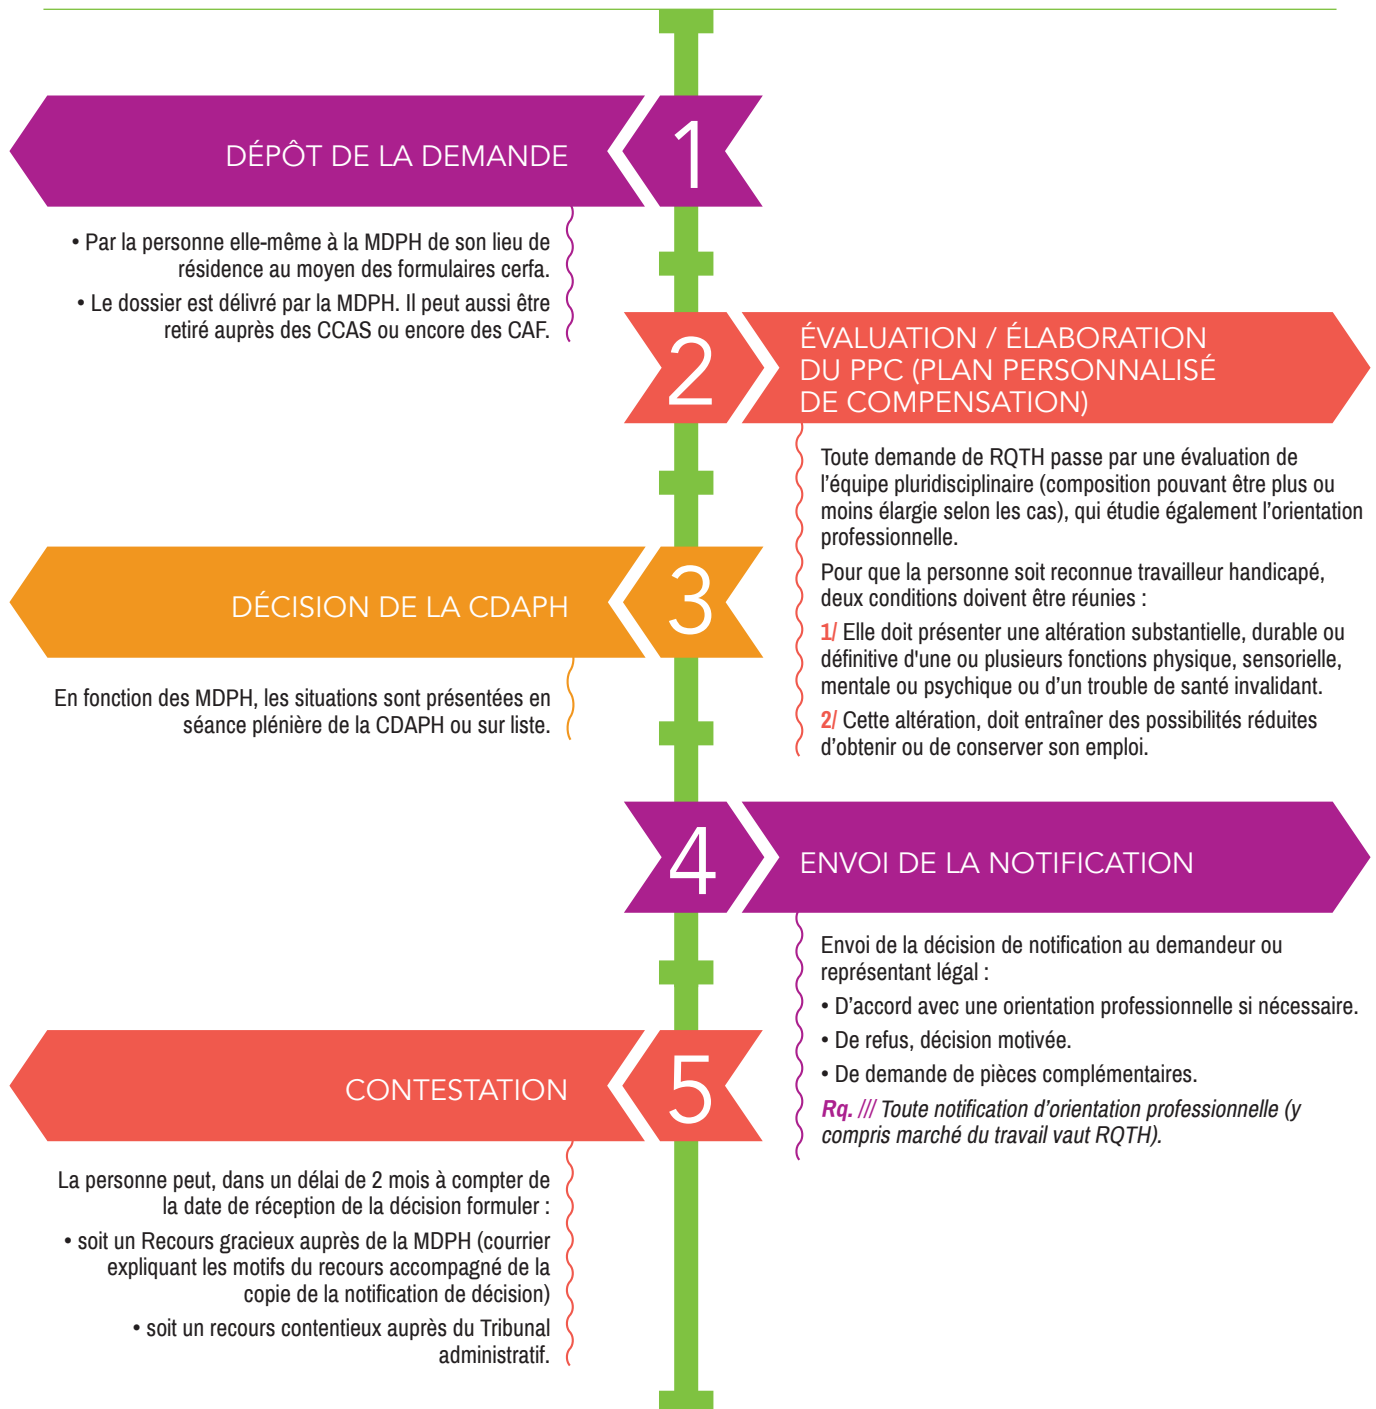 1
DÉPÔT DE LA DEMANDE
• Par la personne elle-même à la MDPH de son lieu de
résidence au moyen des formulaires cerfa.
• Le dossier est délivré par la MDPH. Il peut aussi être
retiré auprès des CCAS ou encore des CAF.
2
ÉVALUATION / ÉLABORATION
DU PPC (PLAN PERSONNALISÉ
DE COMPENSATION)
Toute demande de RQTH passe par une évaluation de
l’équipe pluridisciplinaire (composition pouvant être plus ou
moins élargie selon les cas), qui étudie également l’orientation
professionnelle.
Pour que la personne soit reconnue travailleur handicapé,
deux conditions doivent être réunies :
1/ Elle doit présenter une altération substantielle, durable ou
définitive d'une ou plusieurs fonctions physique, sensorielle,
mentale ou psychique ou d’un trouble de santé invalidant.
2/ Cette altération, doit entraîner des possibilités réduites
d’obtenir ou de conserver son emploi.
3
DÉCISION DE LA CDAPH
En fonction des MDPH, les situations sont présentées en
séance plénière de la CDAPH ou sur liste.
4
ENVOI DE LA NOTIFICATION
Envoi de la décision de notification au demandeur ou
représentant légal :
• D’accord avec une orientation professionnelle si nécessaire.
• De refus, décision motivée.
• De demande de pièces complémentaires.
Rq. /// Toute notification d’orientation professionnelle (y
compris marché du travail vaut RQTH).
5
CONTESTATION
La personne peut, dans un délai de 2 mois à compter de
la date de réception de la décision formuler :
• soit un Recours gracieux auprès de la MDPH (courrier
expliquant les motifs du recours accompagné de la
copie de la notification de décision)
• soit un recours contentieux auprès du Tribunal
administratif.